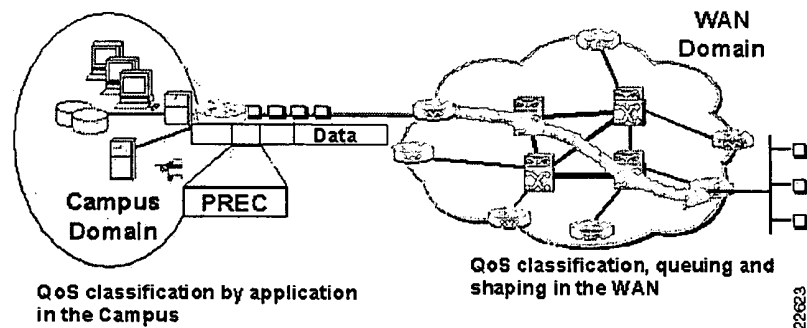 WAN
Domain
Data
PREC
Campus
Domain
QoS classification by application
in the Campus
QoS classification, queuing and
shaping in the WAN
22623